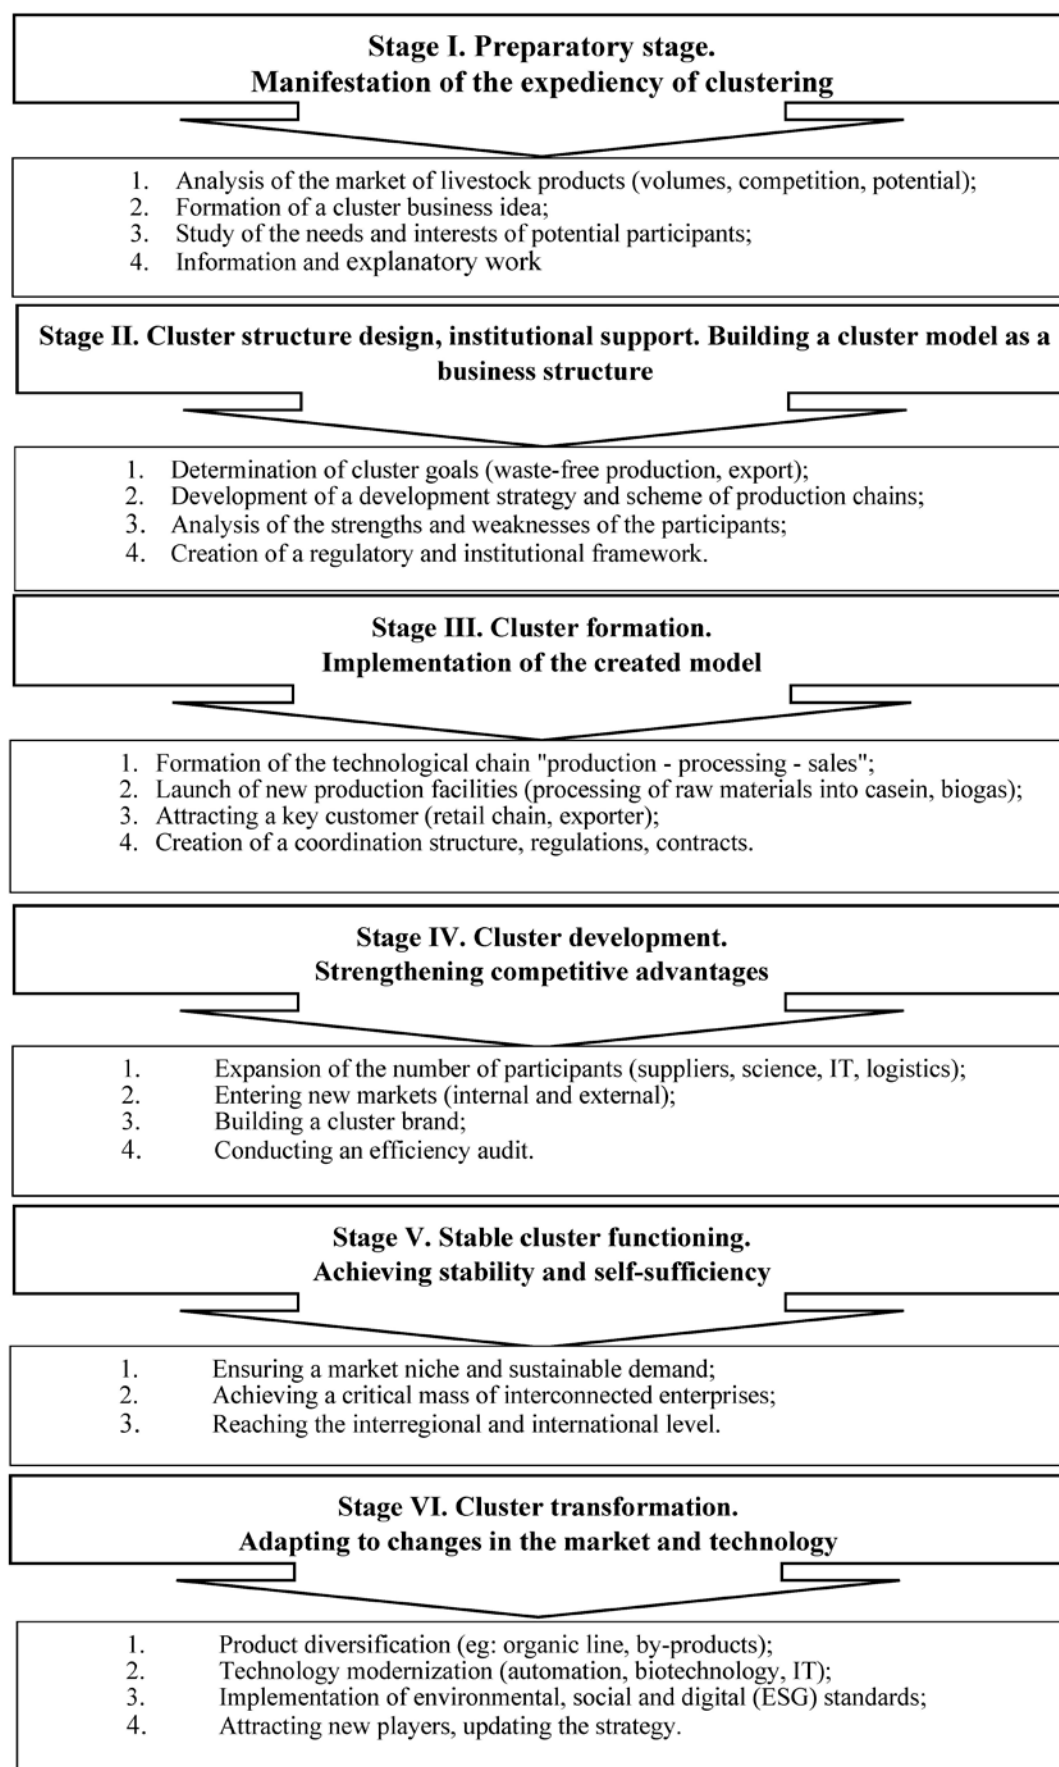 Stage I. Preparatory stage.
Manifestation of the expediency of clustering
1. Analysis of the market of livestock products (volumes, competition, potential);
2. Formation of a cluster business idea;
3. Study of the needs and interests of potential participants;
4. Information and explanatory work
Stage II. Cluster structure design, institutional support. Building a cluster model as a
business structure
1. Determination of cluster goals (waste-free production, export);
2. Development of a development strategy and scheme of production chains;
3. Analysis of the strengths and weaknesses of the participants;
4. Creation of a regulatory and institutional framework.
Stage III. Cluster formation.
Implementation of the created model
1. Formation of the technological chain "production - processing - sales";
2. Launch of new production facilities (processing of raw materials into casein, biogas);
3. Attracting a key customer (retail chain, exporter);
4. Creation of a coordination structure, regulations, contracts.
Stage IV. Cluster development.
Strengthening competitive advantages
1. Expansion of the number of participants (suppliers, science, IT, logistics);
2. Entering new markets (internal and external);
3. Building a cluster brand;
4. Conducting an efficiency audit.
Stage V. Stable cluster functioning.
Achieving stability and self-sufficiency
1. Ensuring a market niche and sustainable demand;
2. Achieving a critical mass of interconnected enterprises;
3. Reaching the interregional and international level.
Stage VI. Cluster transformation.
Adapting to changes in the market and technology
1. Product diversification (eg: organic line, by-products);
2. Technology modernization (automation, biotechnology, IT);
3. Implementation of environmental, social and digital (ESG) standards;
4. Attracting new players, updating the strategy.